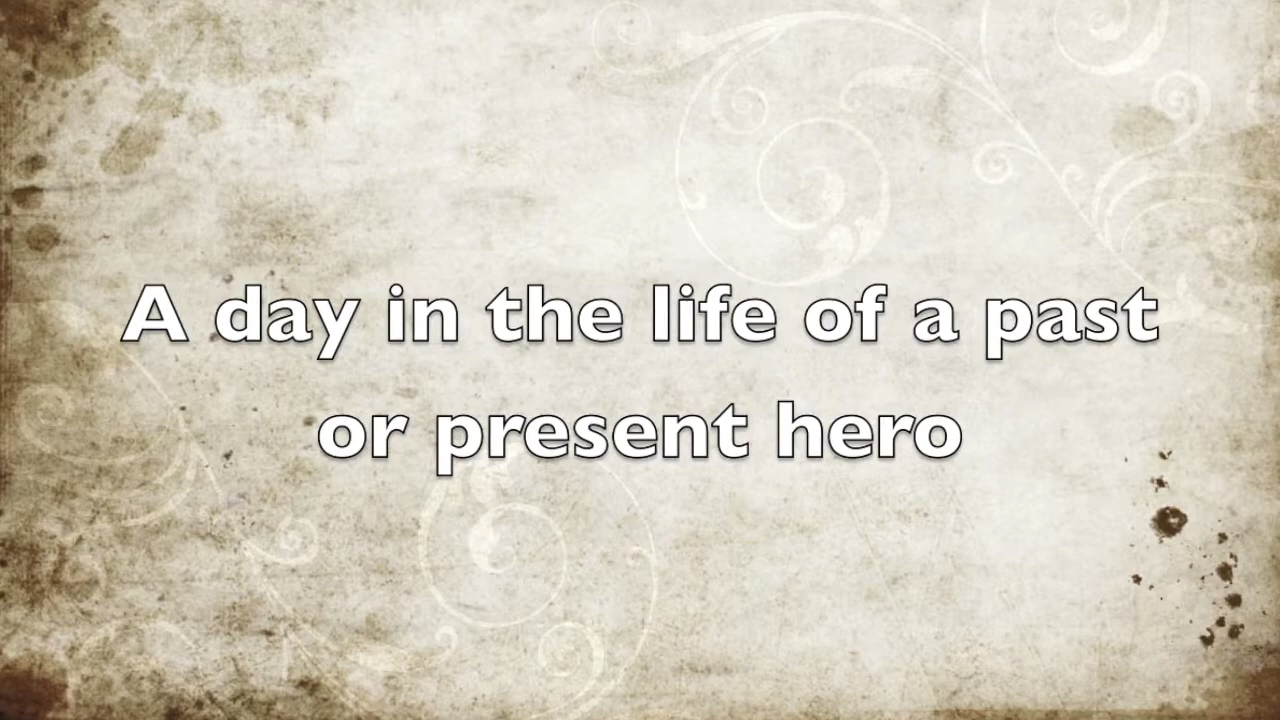 A day in the life of a past
or present hero